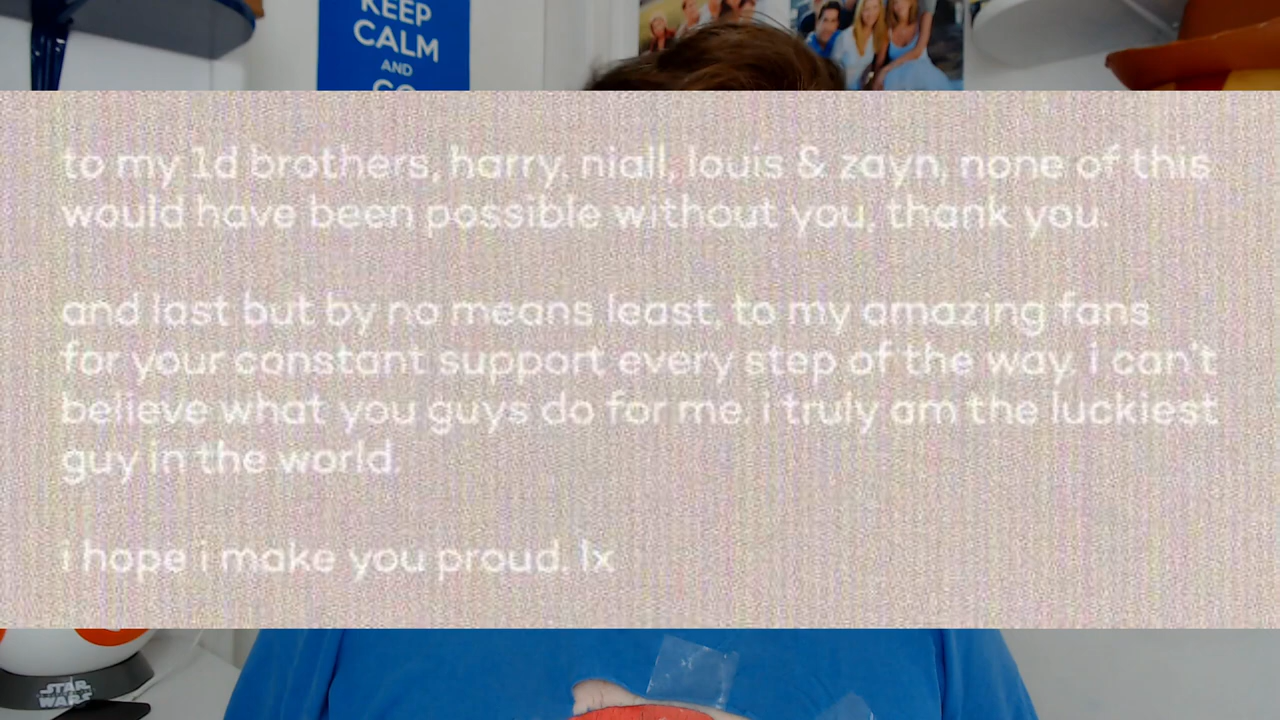 KEEP
CALM
AND
GO
to my 1d brothers, harry, niall, louis & zayn, none of this
would have been possible without you, thank you.
and last but by no means least, to my amazing fans
for your constant support every step of the way. i can't
believe what you guys do for me. i truly am the luckiest
guy in the world.
i hope i make you proud. lx
STAR
WARS